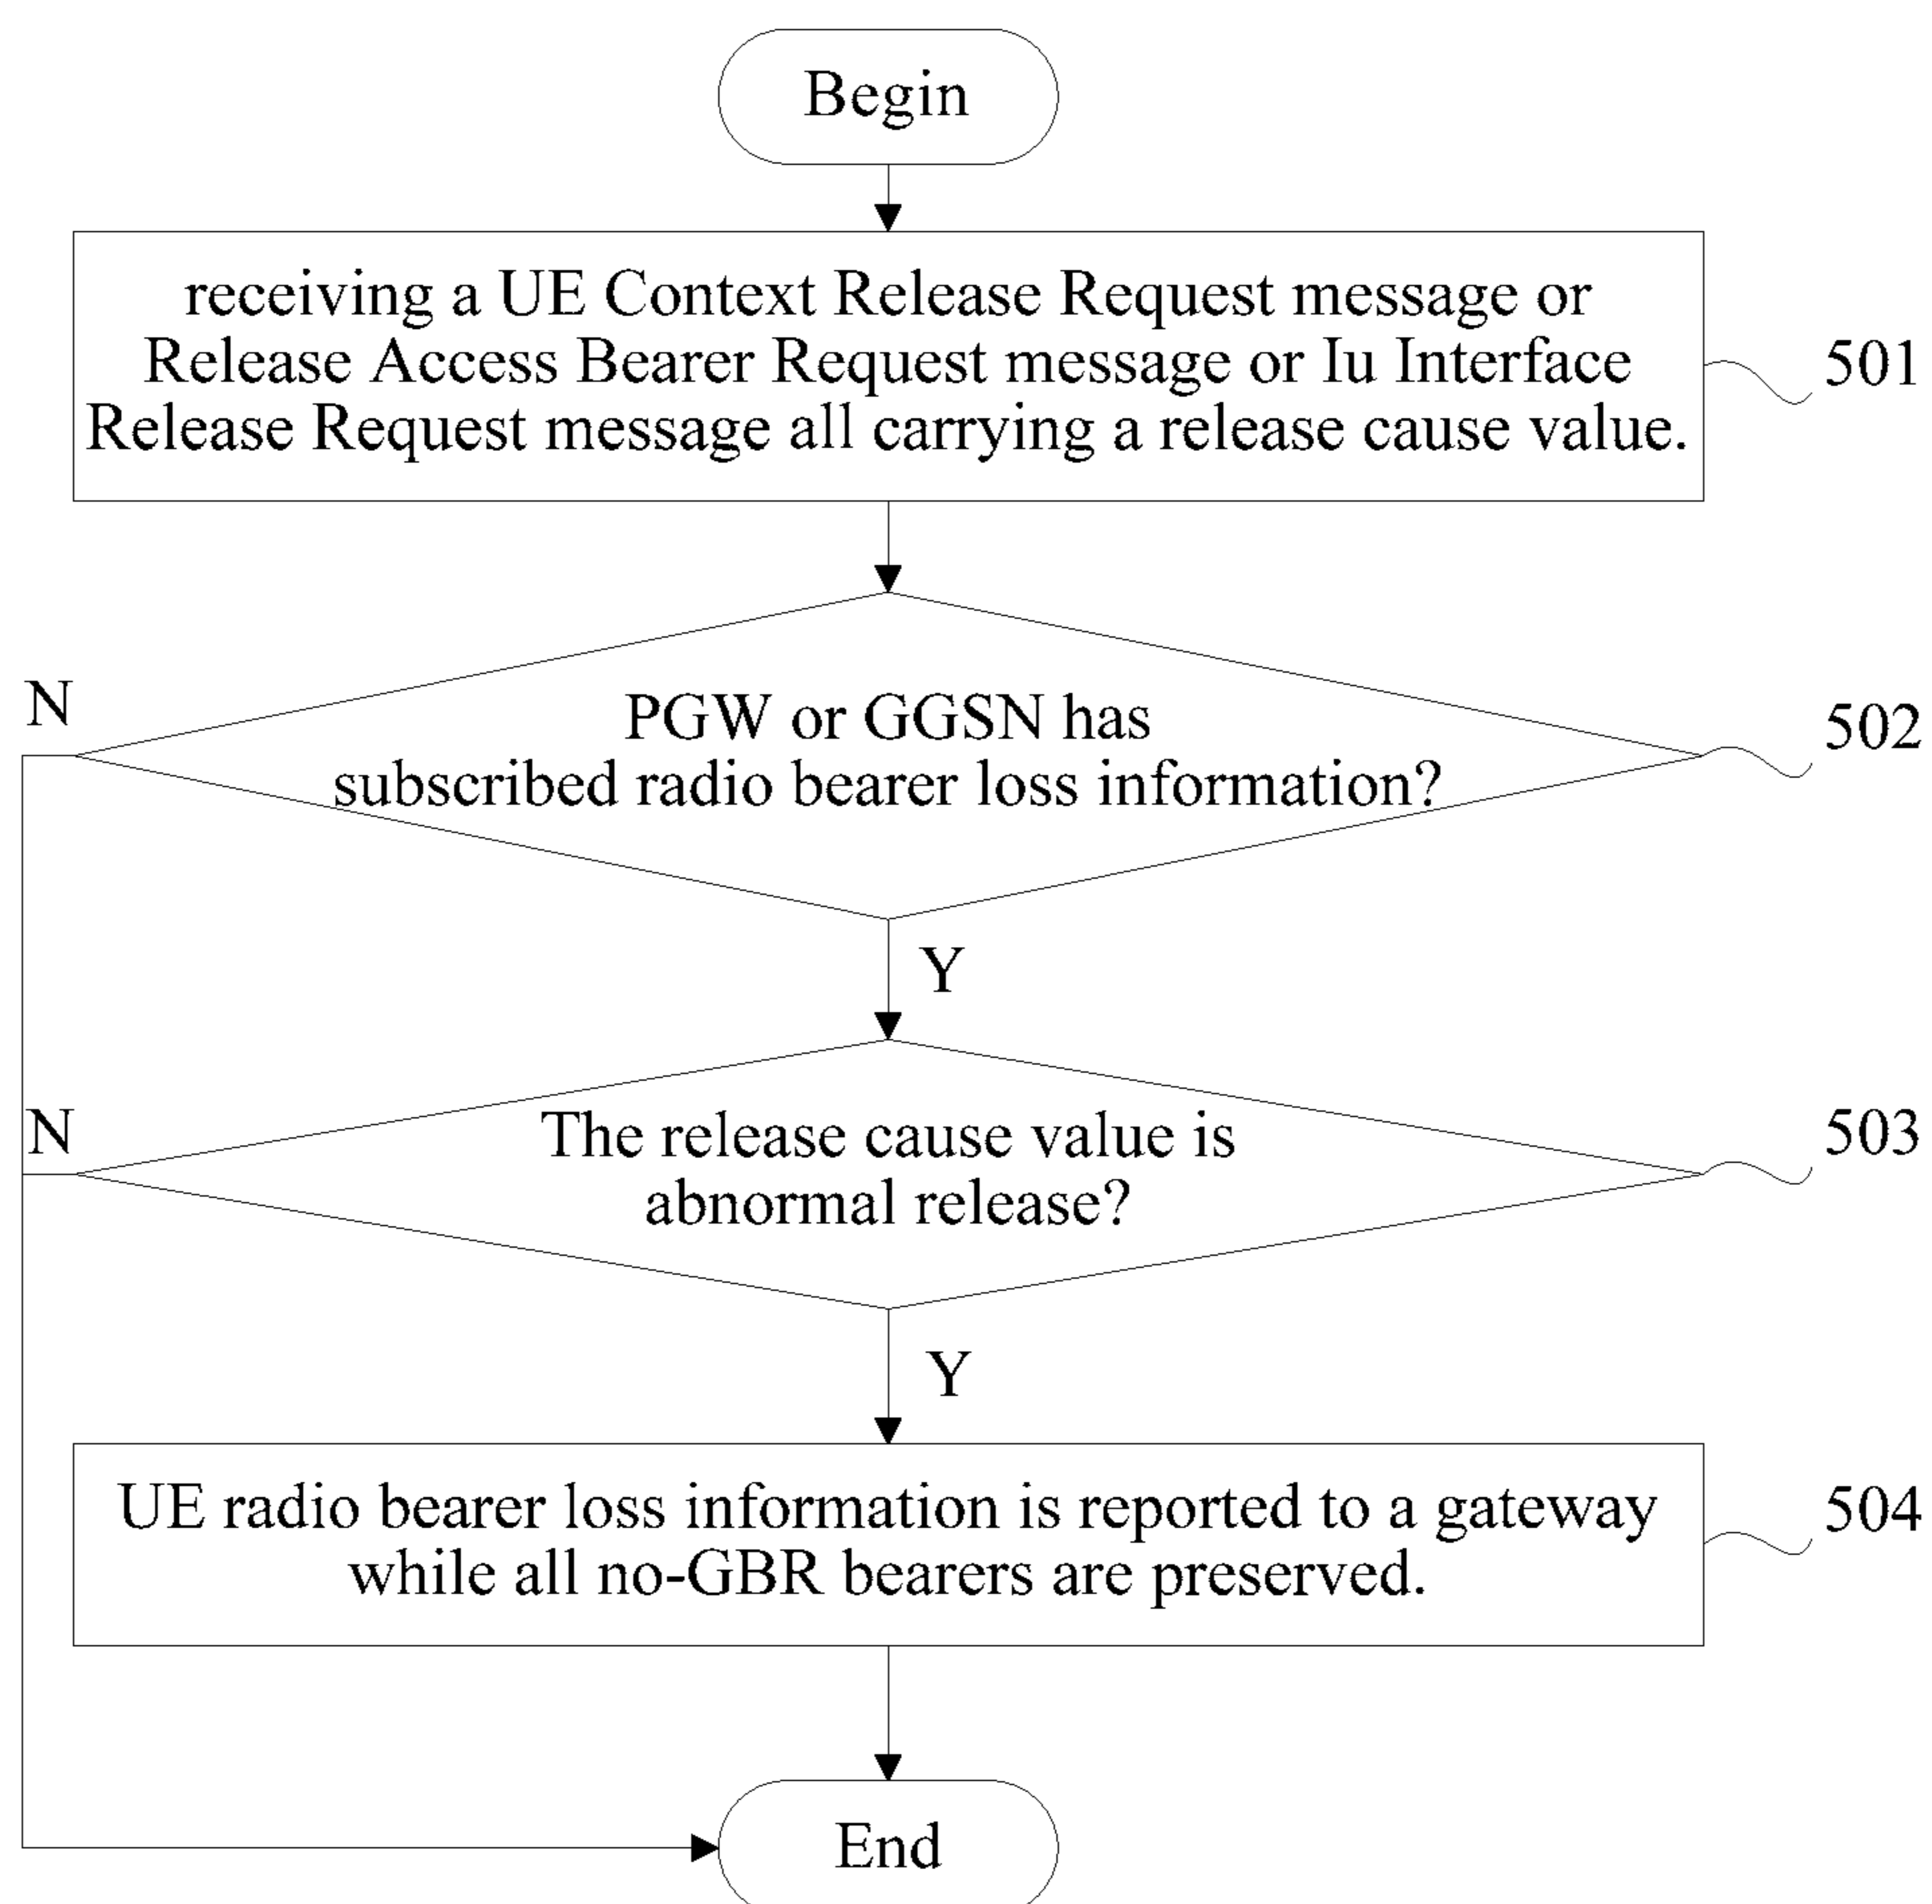 Begin
receiving a UE Context Release Request message or
Release Access Bearer Request message or Iu Interface
Release Request message all carrying a release cause value.
501
N
PGW or GGSN has
subscribed radio bearer loss information?
502
Y
N
The release cause value is
abnormal release?
503
Y
UE radio bearer loss information is reported to a gateway
while all no-GBR bearers are preserved.
504
End